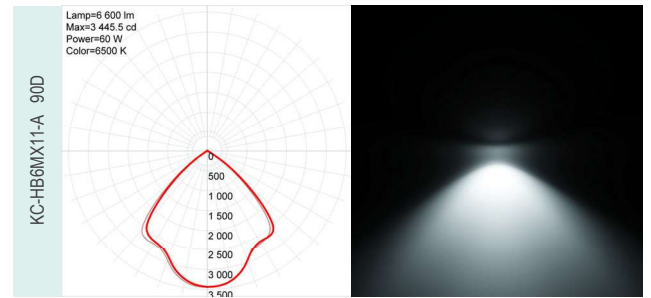 KC-HB6MX11-A 90D
Lamp=6 600 lm
Max=3 445.5 cd
Power=60 W
Color=6500 K
0
500
1 000
1 500
2 000
2 500
3 000
3 500